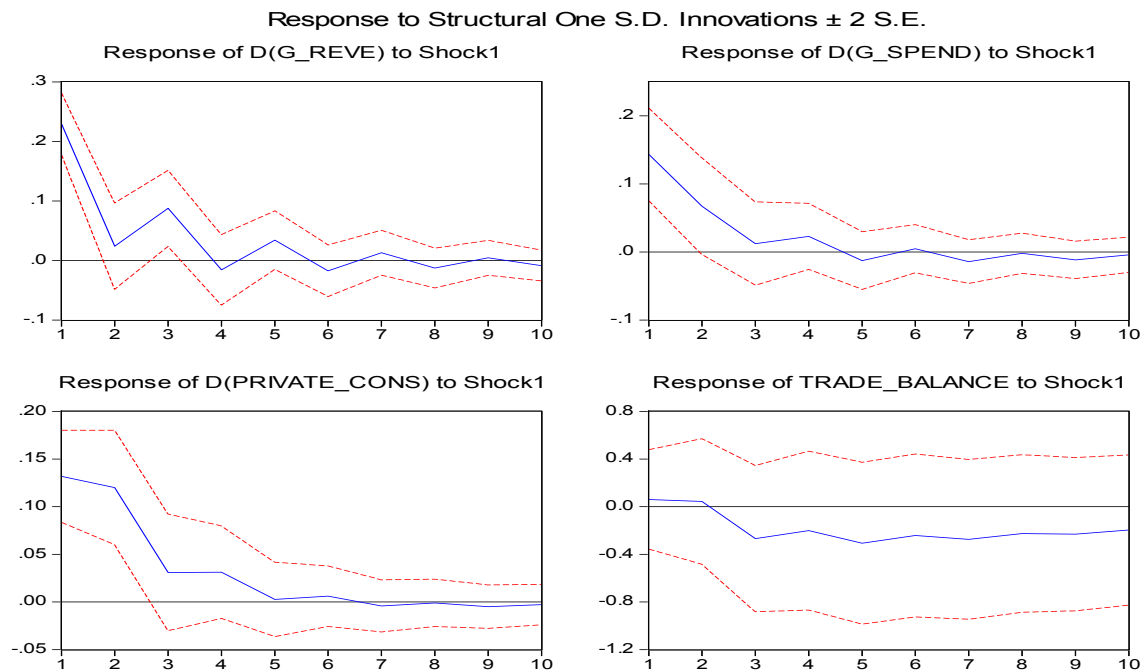 Response to Structural One S.D. Innovations ± 2 S.E.
Response of D(G_REVE) to Shock1
.3
.2
.1
.0
-.1
1 2 3 4 5 6 7 8 9 10
Response of D(G_SPEND) to Shock1
.2
.1
.0
-.1
1 2 3 4 5 6 7 8 9 10
Response of D(PRIVATE_CONS) to Shock1
.20
.15
.10
.05
.00
-.05
1 2 3 4 5 6 7 8 9 10
Response of TRADE_BALANCE to Shock1
0.8
0.4
0.0
-0.4
-0.8
-1.2
1 2 3 4 5 6 7 8 9 10